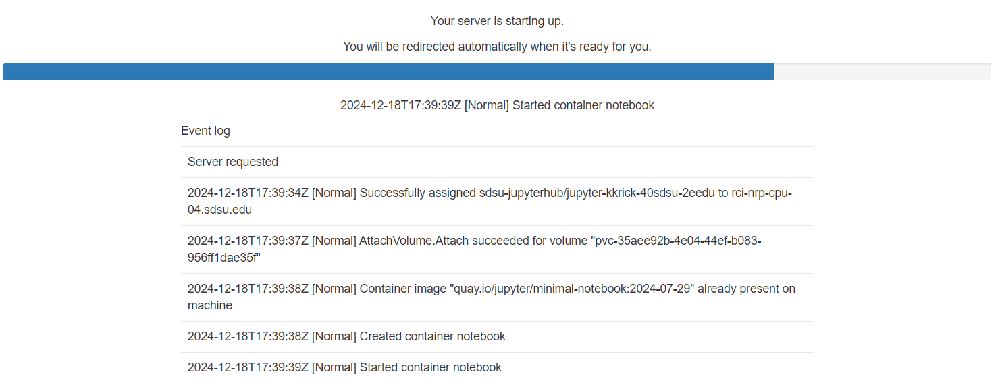 Your server is starting up.
You will be redirected automatically when it's ready for you.
2024-12-18T17:39:39Z [Normal] Started container notebook
Event log
Server requested
2024-12-18T17:39:34Z [Normal] Successfully assigned sdsu-jupyterhub/jupyter-kkrick-40sdsu-2eedu to rci-nrp-cpu-
04.sdsu.edu
2024-12-18T17:39:37Z [Normal] AttachVolume.Attach succeeded for volume "pvc-35aee92b-4e04-44ef-b083-
956ff1dae35f"
2024-12-18T17:39:38Z [Normal] Container image "quay.io/jupyter/minimal-notebook:2024-07-29" already present on
machine
2024-12-18T17:39:38Z [Normal] Created container notebook
2024-12-18T17:39:39Z [Normal] Started container notebook